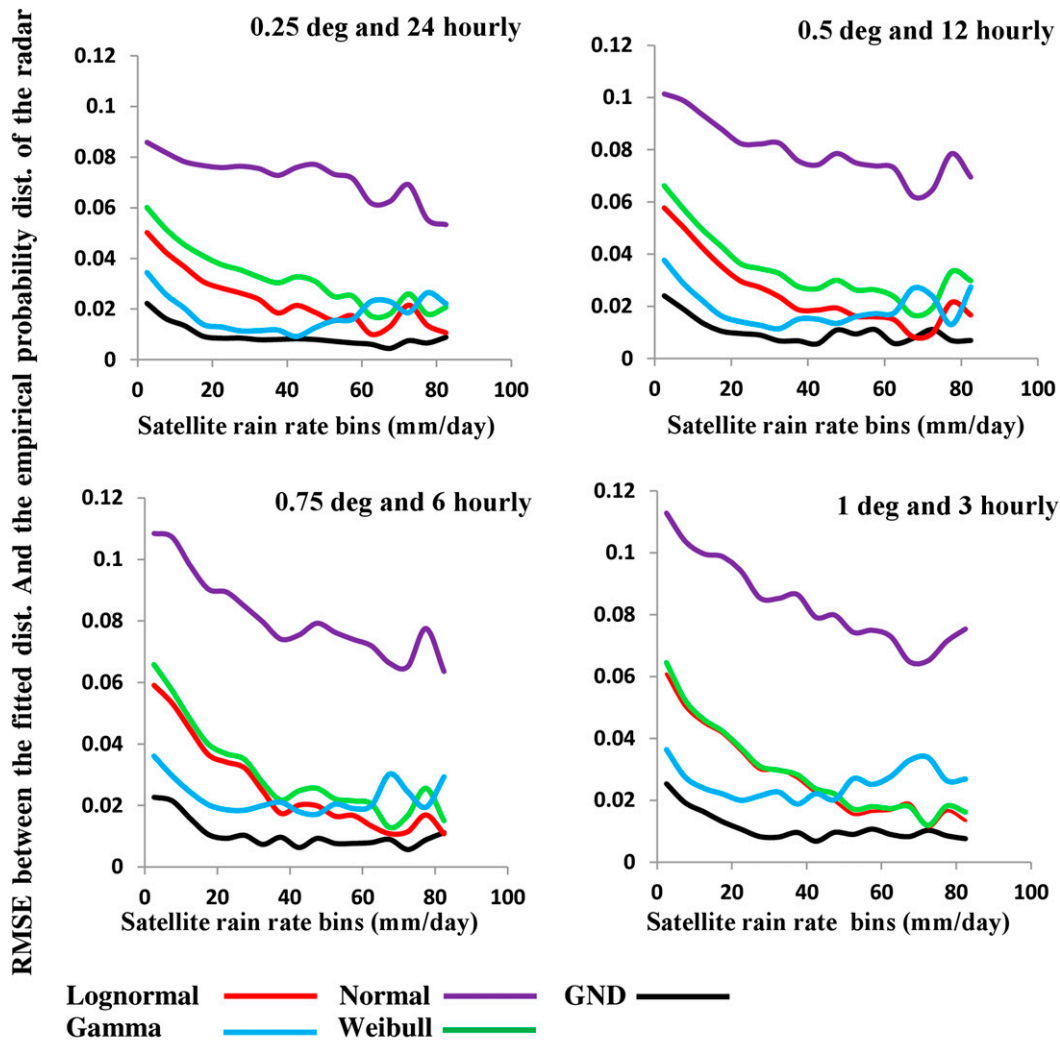 RMSE between the fitted dist. And the empirical probability dist. of the radar
0.25 deg and 24 hourly
0.12
0.1
0.08
0.06
0.04
0.02
0
0 20 40 60 80 100
Satellite rain rate bins (mm/day)
0.5 deg and 12 hourly
0.12
0.1
0.08
0.06
0.04
0.02
0
0 20 40 60 80 100
Satellite rain rate bins (mm/day)
0.75 deg and 6 hourly
0.12
0.1
0.08
0.06
0.04
0.02
0
0 20 40 60 80 100
Satellite rain rate bins (mm/day)
1 deg and 3 hourly
0.12
0.1
0.08
0.06
0.04
0.02
0
0 20 40 60 80 100
Satellite rain rate bins (mm/day)
Lognormal Normal GND
Gamma Weibull